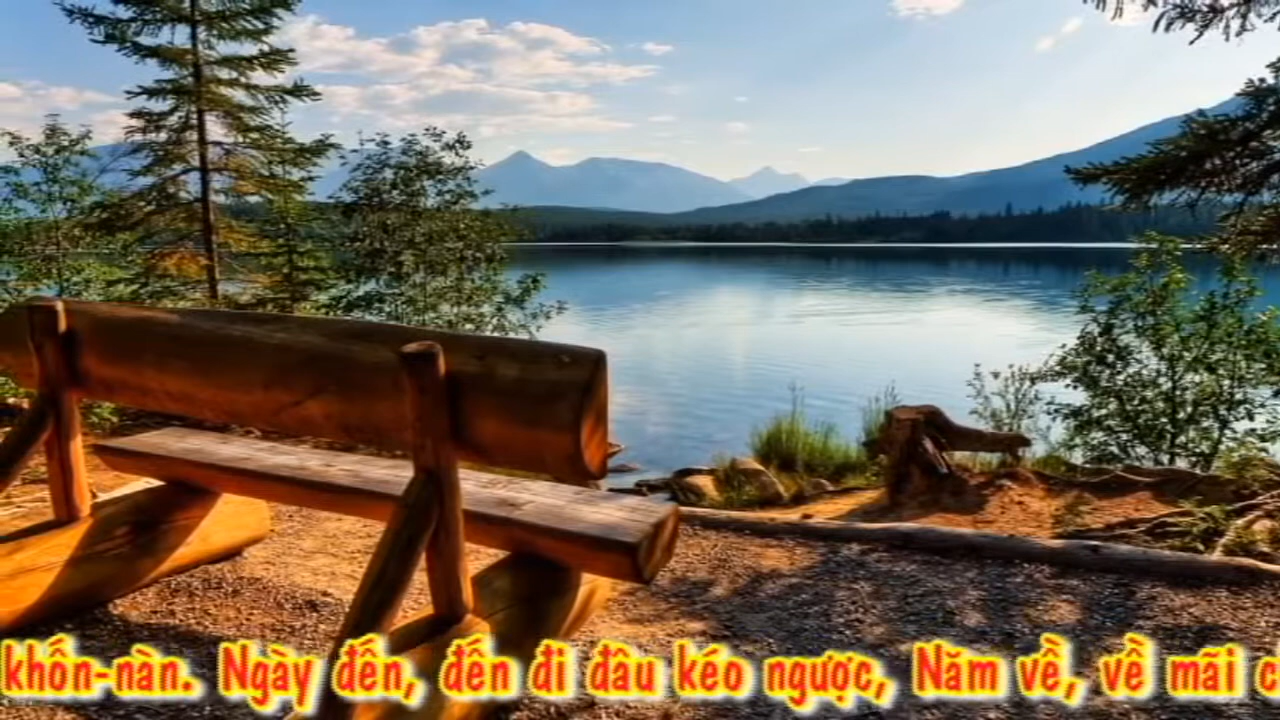 khốn-nàn. Ngày đến, đến đi đâu kéo ngược, Năm về, về mãi